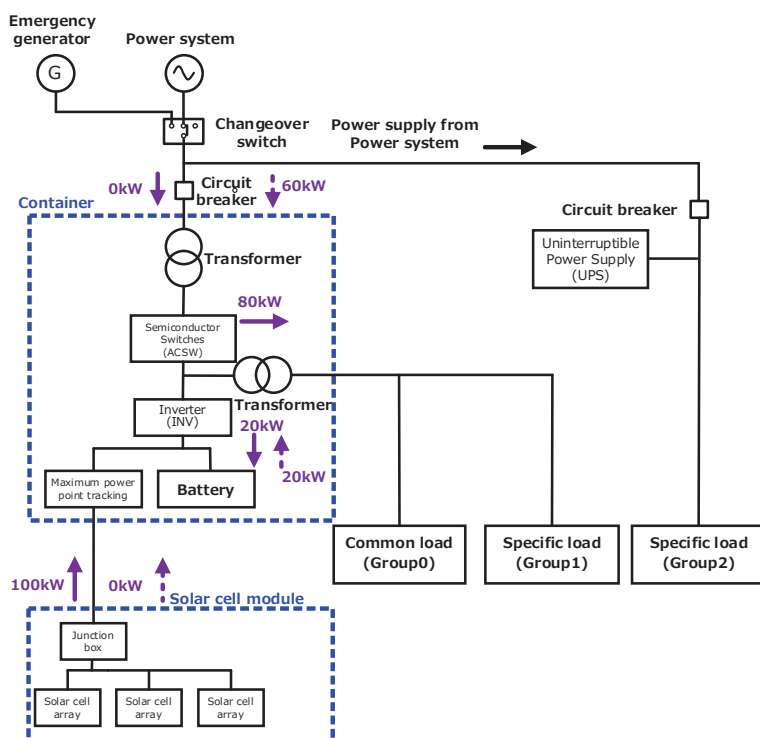 Emergency
generator
Power system
G
Changeover
switch
Power supply from
Power system
0kW
Circuit
breaker
60kW
Container
Circuit breaker
Transformer
Uninterruptible
Power Supply
(UPS)
80kW
Semiconductor
Switches
(ACSW)
Transformer
Inverter
(INV)
20kW
20kW
Maximum power
point tracking
Battery
Common load
(Group0)
Specific load
(Group1)
Specific load
(Group2)
100kW
0kW
Solar cell module
Junction
box
Solar cell
array
Solar cell
array
Solar cell
array